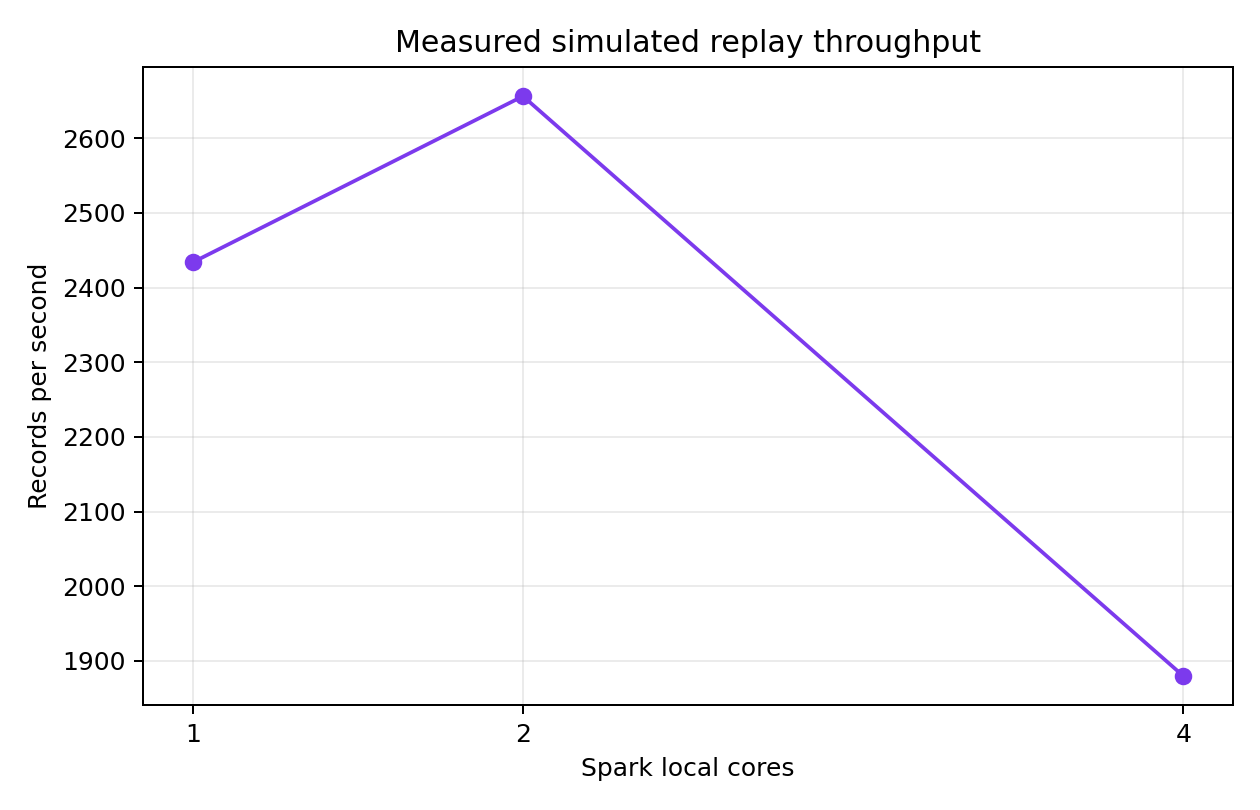 Measured simulated replay throughput
Records per second
2600
2500
2400
2300
2200
2100
2000
1900
1 2 4
Spark local cores